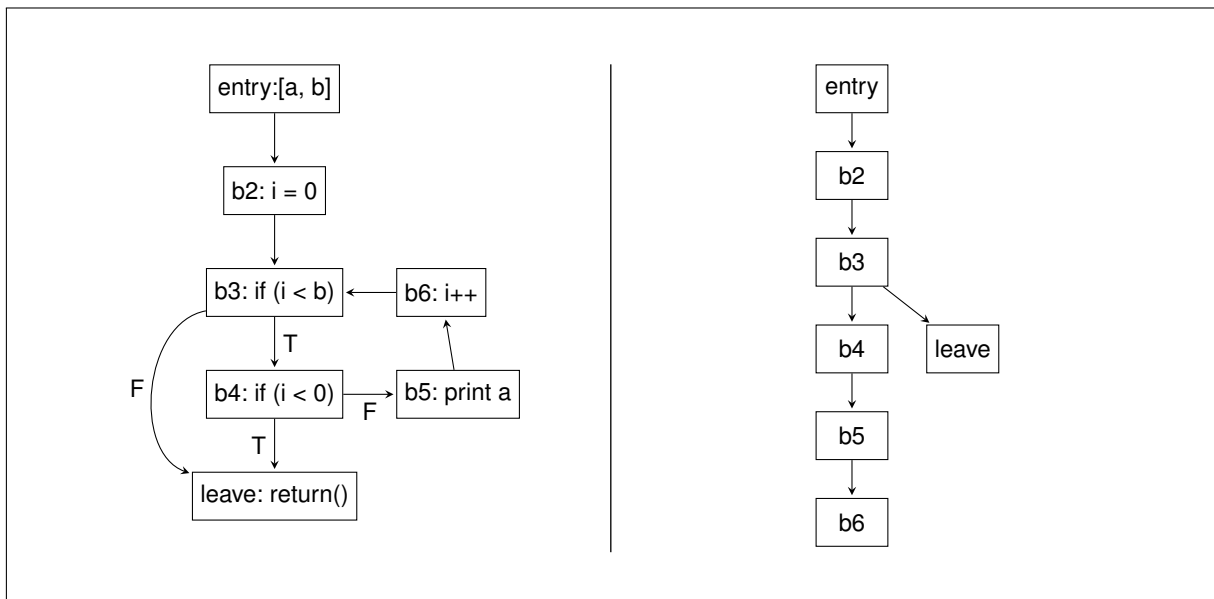 entry:[a, b]
b2: i = 0
b3: if (i < b)
b6: i++
T
F
b4: if (i < 0)
F
b5: print a
T
leave: return()
entry
b2
b3
b4
leave
b5
b6